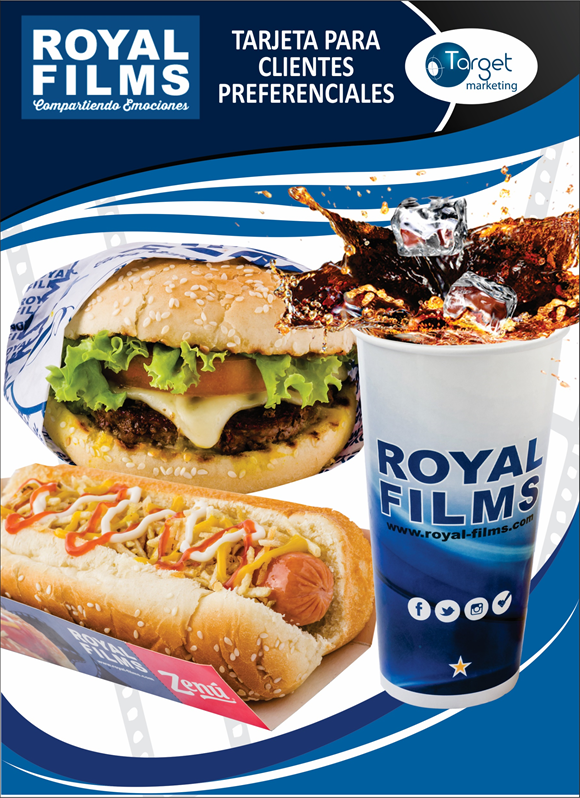 ROYAL
FILMS
Compartiendo Emociones
TARJETA PARA
CLIENTES
PREFERENCIALES
Target
marketing
ROYAL
FILMS
www.royal-films.com
ROYAL
FILMS
Zenú